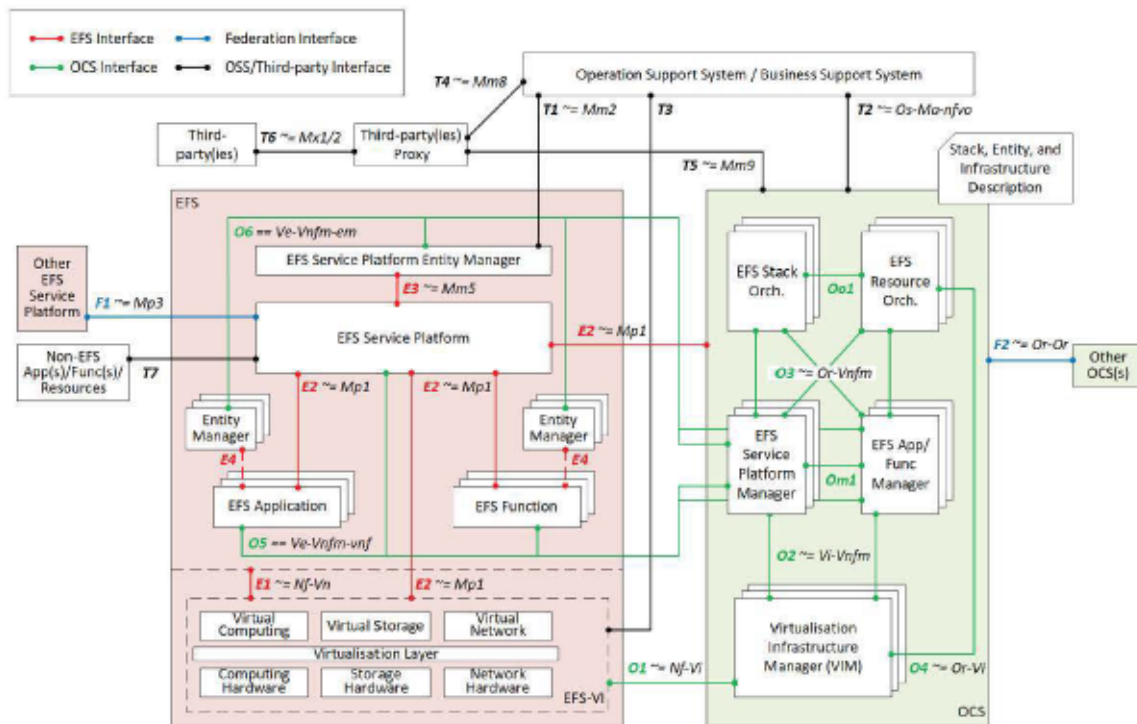 EFS Interface
Federation Interface
OCS Interface
OSS/Third-party Interface
Operation Support System / Business Support System
T4 ~= Mm8
T1 ~= Mm2
T3
T2 ~= Os-Ma-nfvo
Third-
party(ies)
T6 ~= Mx1/2
Third-party(ies)
Proxy
T5 ~= Mm9
Stack, Entity, and
Infrastructure
Description
EFS
O6 == Ve-Vnfm-em
EFS Service Platform Entity Manager
E3 ~= Mm5
Other
EFS
Service
Platform
F1 ~= Mp3
EFS Service Platform
E2 ~= Mp1
Non-EFS
App(s)/Func(s)/
Resources
T7
E2 ~= Mp1
E2 ~= Mp1
Entity
Manager
Entity
Manager
E4
E4
EFS Application
EFS Function
O5 == Ve-Vnfm-vnf
E1 ~= Nf-Vn
E2 ~= Mp1
Virtual
Computing
Virtual Storage
Virtual
Network
Virtualisation Layer
Computing
Hardware
Storage
Hardware
Network
Hardware
EFS-VI
O1 ~= Nf-Vi
EFS Stack
Orch.
Oo1
EFS
Resource
Orch.
F2 ~= Or-Or
Other
OCS(s)
O3 ~= Or-Vnfm
EFS
Service
Platform
Manager
Om1
EFS App/
Func
Manager
O2 ~= Vi-Vnfm
Virtualisation
Infrastructure
Manager (VIM)
O4 ~= Or-Vi
OCS